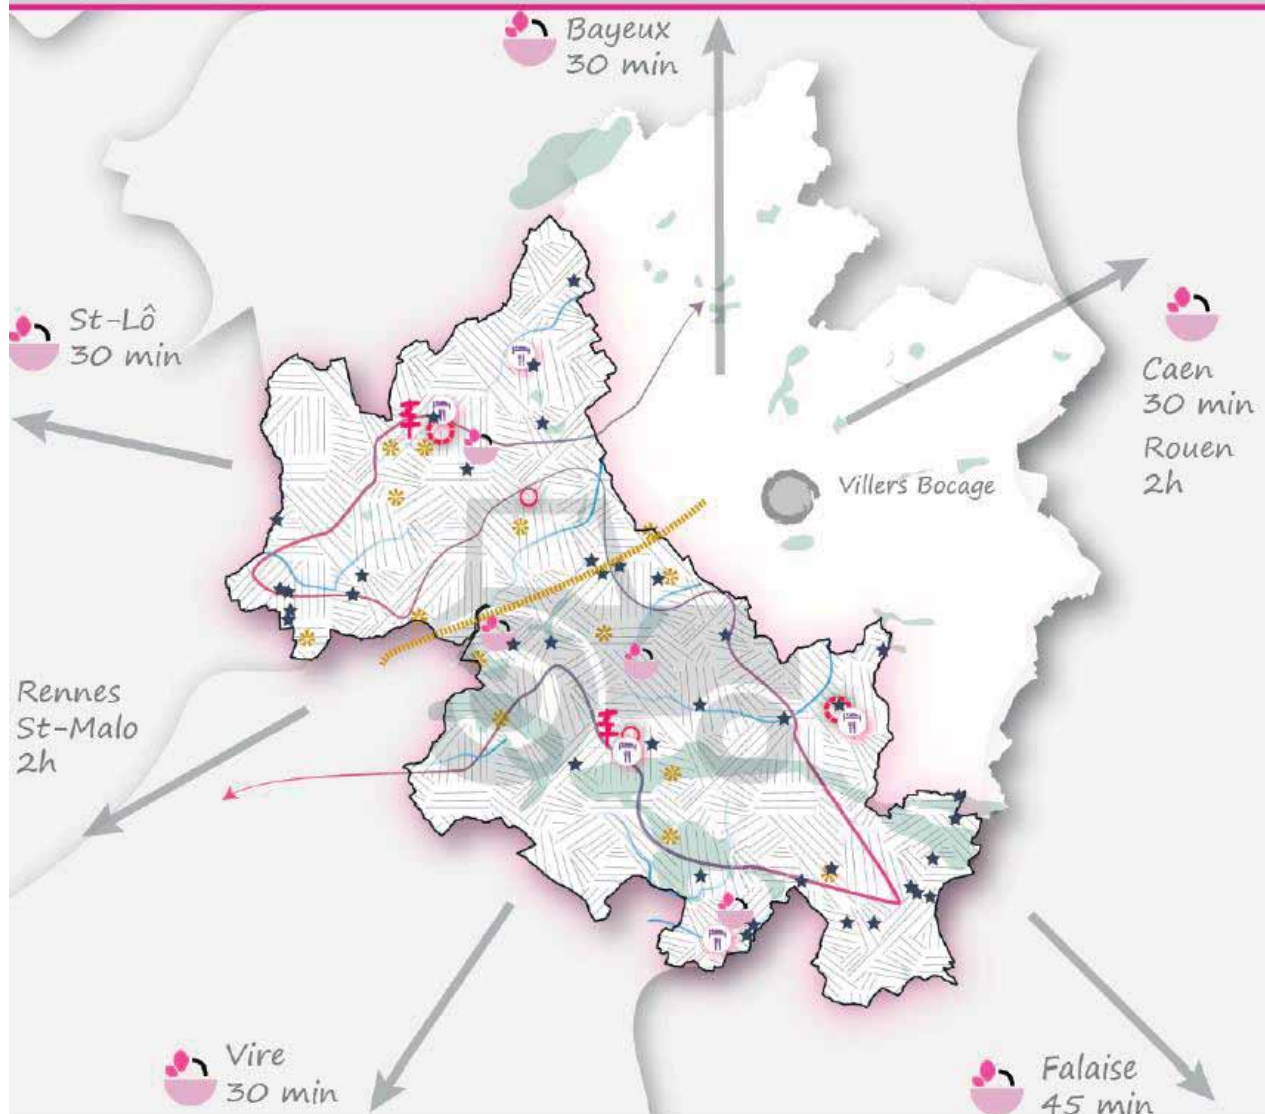 Bayeux
30 min
St-Lô
30 min
Caen
30 min
Rouen
2h
Villers Bocage
Rennes
St-Malo
2h
Vire
30 min
Falaise
45 min